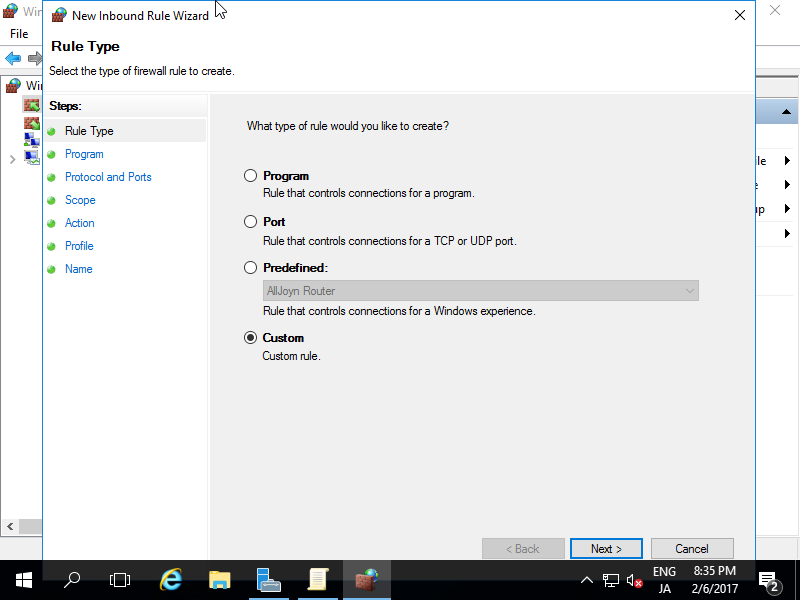 Win
New Inbound Rule Wizard
File
Rule Type
Select the type of firewall rule to create.
Win
Steps:
Rule Type
Program
Protocol and Ports
Scope
Action
Profile
Name
What type of rule would you like to create?
Program
Rule that controls connections for a program.
Port
Rule that controls connections for a TCP or UDP port.
Predefined:
AllJoyn Router
Rule that controls connections for a Windows experience.
Custom
Custom rule.
< Back
Next >
Cancel
ENG
JA
8:35 PM
2/6/2017
2